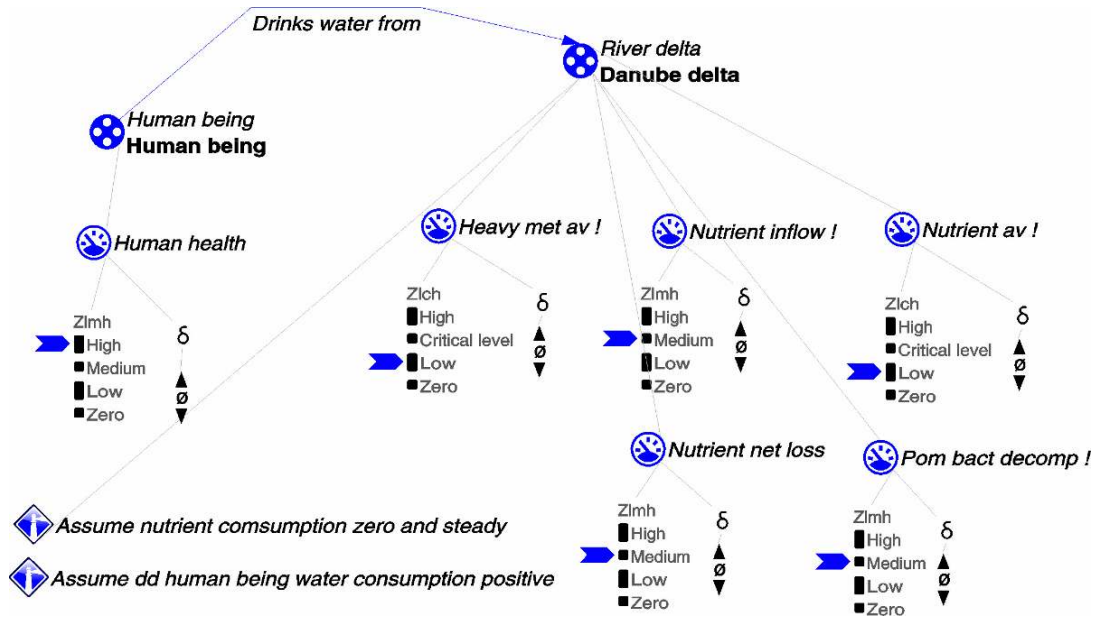 Drinks water from
River delta
Danube delta
Human being
Human being
Human health
Zlmh
High
Medium
Low
Zero
δ
ø
Heavy met av !
Zlch
High
Critical level
Low
Zero
δ
ø
Nutrient inflow !
Zlmh
High
Medium
Low
Zero
δ
ø
Nutrient av !
Zlch
High
Critical level
Low
Zero
δ
ø
Nutrient net loss
Zlmh
High
Medium
Low
Zero
δ
ø
Pom bact decomp !
Zlmh
High
Medium
Low
Zero
δ
ø
Assume nutrient comsumption zero and steady
Assume dd human being water consumption positive